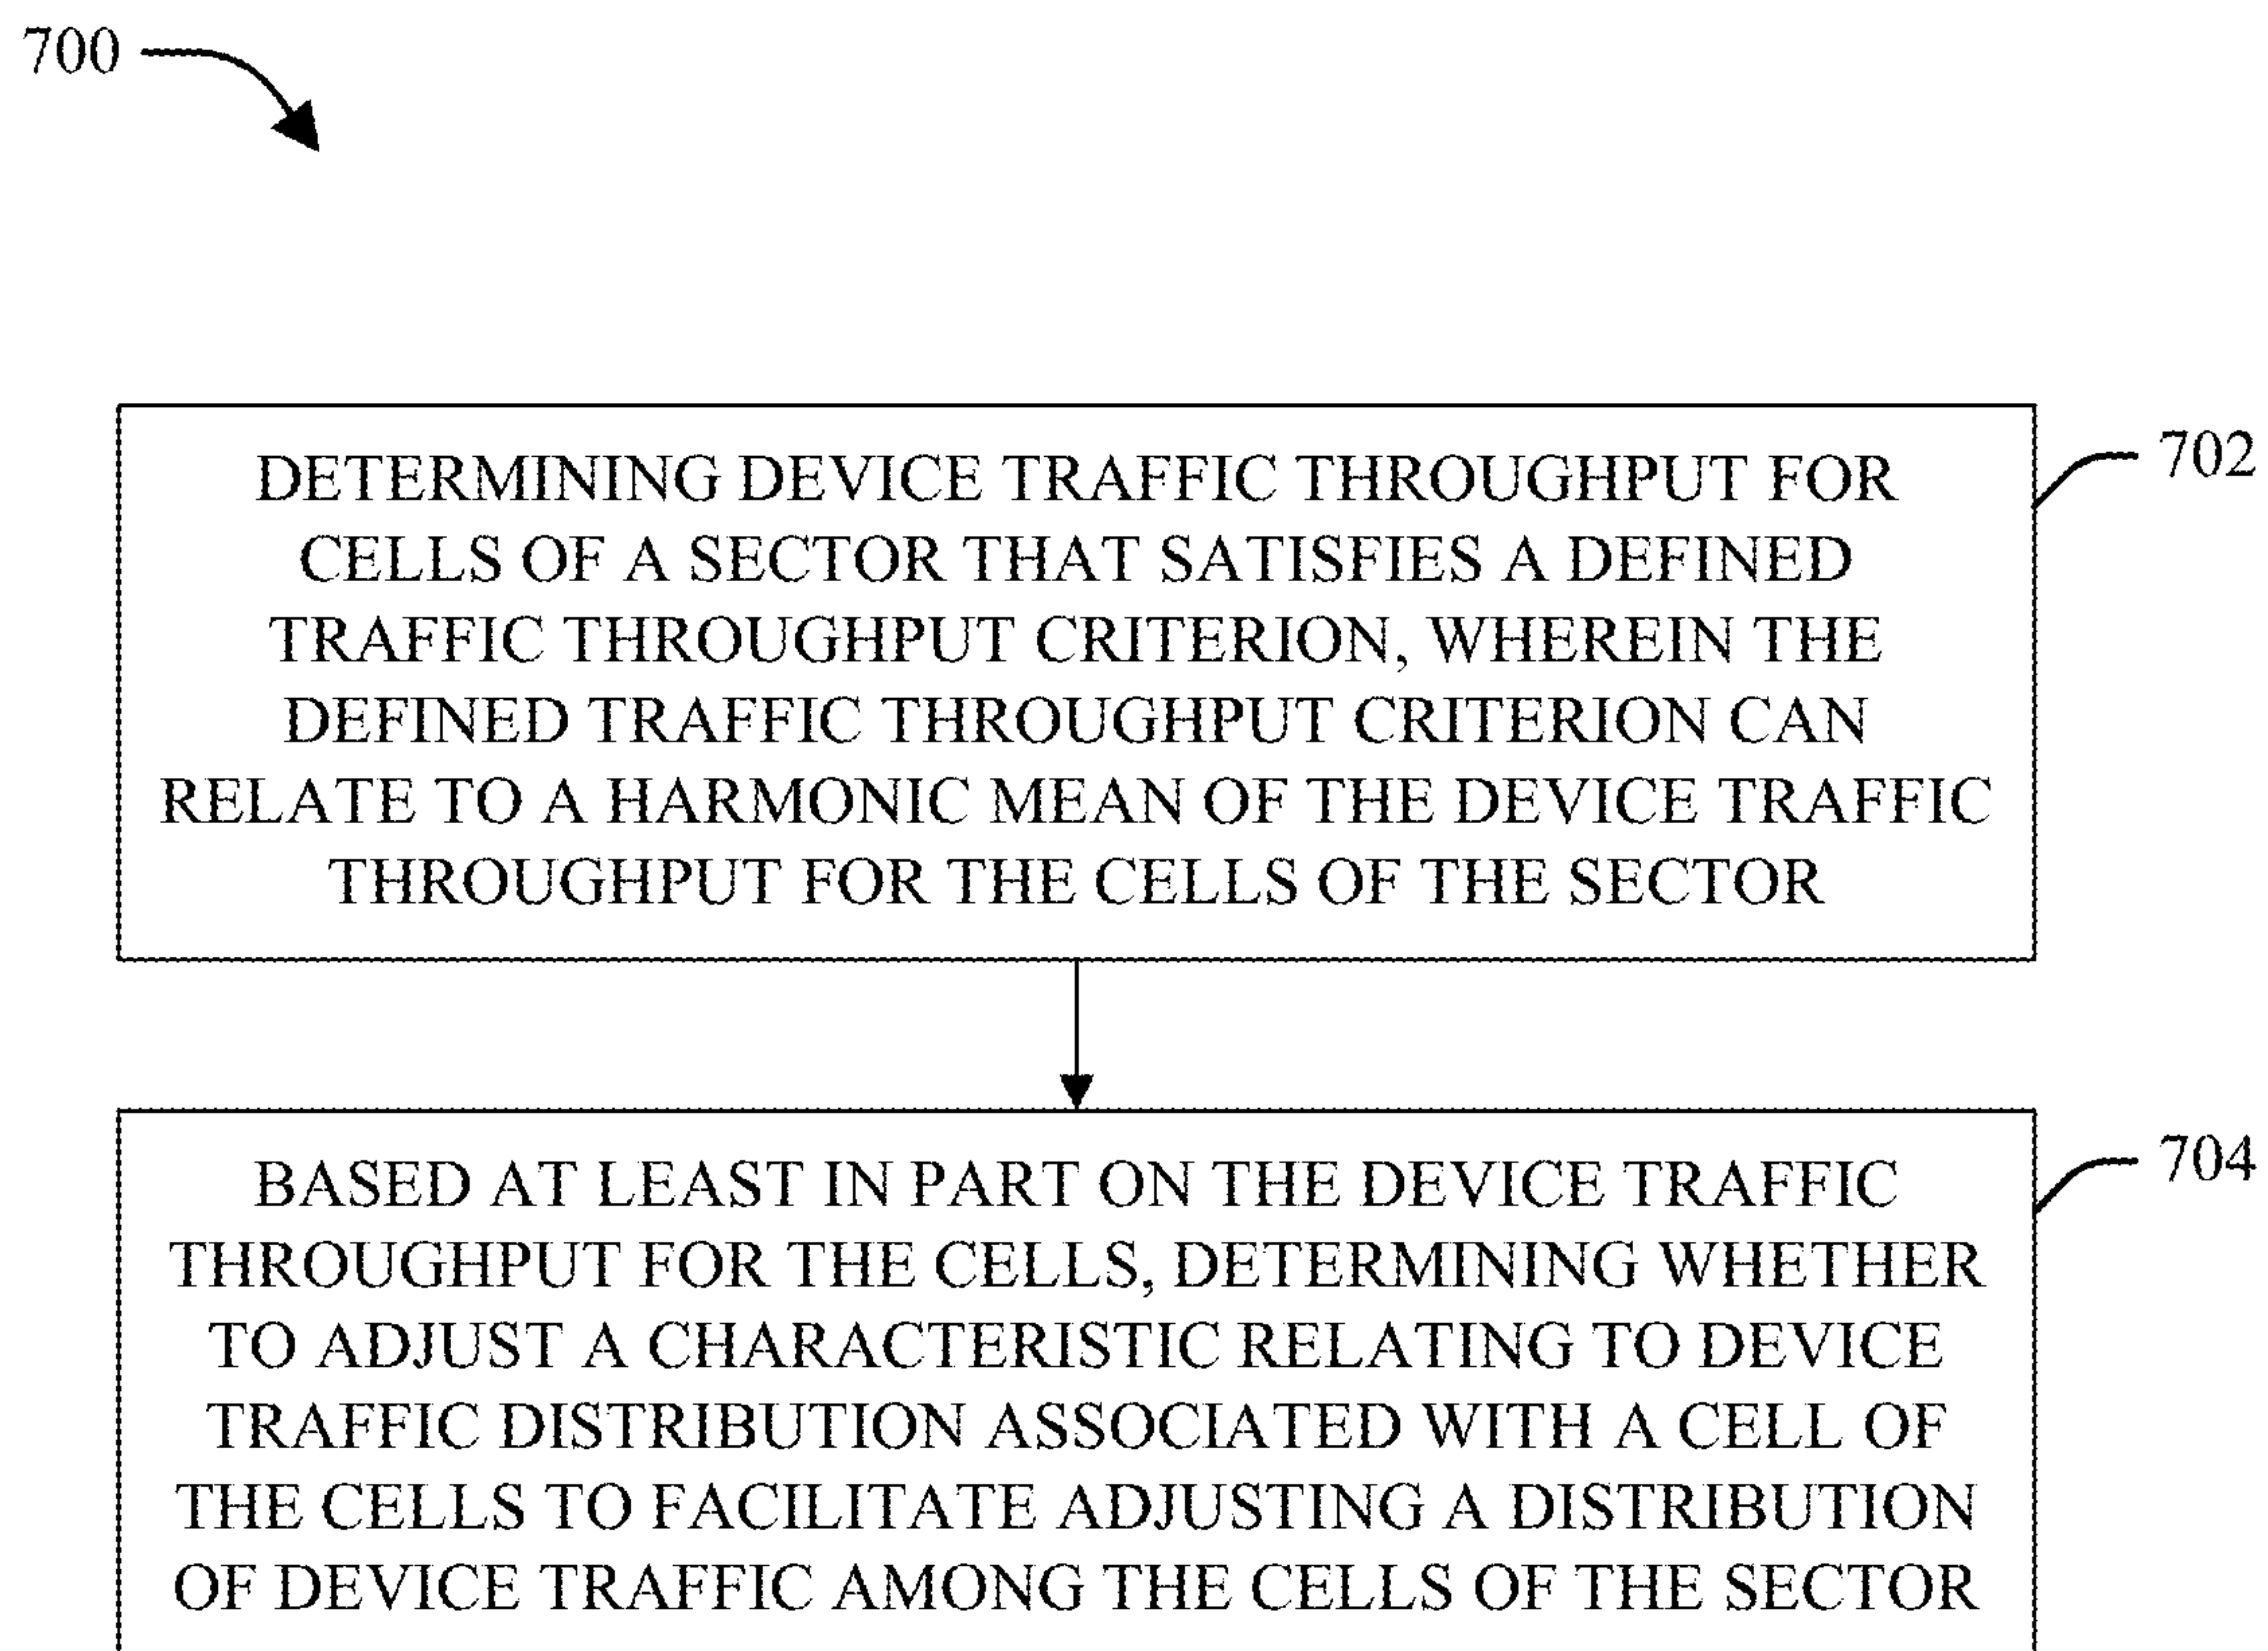 700
DETERMINING DEVICE TRAFFIC THROUGHPUT FOR
CELLS OF A SECTOR THAT SATISFIES A DEFINED
TRAFFIC THROUGHPUT CRITERION, WHEREIN THE
DEFINED TRAFFIC THROUGHPUT CRITERION CAN
RELATE TO A HARMONIC MEAN OF THE DEVICE TRAFFIC
THROUGHPUT FOR THE CELLS OF THE SECTOR
702
BASED AT LEAST IN PART ON THE DEVICE TRAFFIC
THROUGHPUT FOR THE CELLS, DETERMINING WHETHER
TO ADJUST A CHARACTERISTIC RELATING TO DEVICE
TRAFFIC DISTRIBUTION ASSOCIATED WITH A CELL OF
THE CELLS TO FACILITATE ADJUSTING A DISTRIBUTION
OF DEVICE TRAFFIC AMONG THE CELLS OF THE SECTOR
704